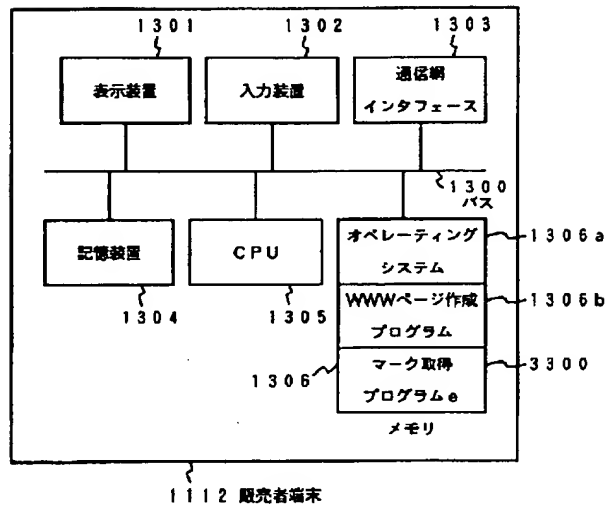 1301
1302
1303
表示装置
入力装置
通信網
インタフェース
1300
バス
記憶装置
CPU
オペレーティング
システム
1306a
WWWページ作成
プログラム
1306b
マーク取得
プログラムe
3300
1304
1305
1306
メモリ
1112 販売者端末